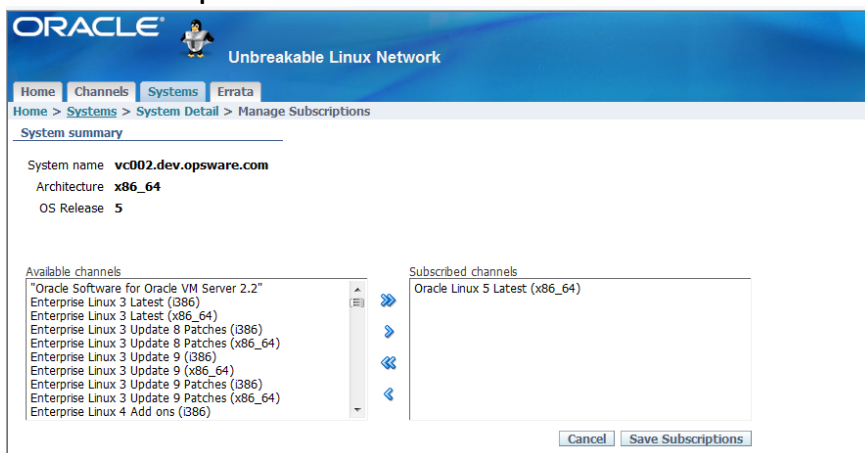 ORACLE
Unbreakable Linux Network
Home Channels Systems Errata
Home > Systems > System Detail > Manage Subscriptions
System summary
System name vc002.dev.opsware.com
Architecture x86_64
OS Release 5
Available channels
"Oracle Software for Oracle VM Server 2.2"
Enterprise Linux 3 Latest (i386)
Enterprise Linux 3 Latest (x86_64)
Enterprise Linux 3 Update 8 Patches (i386)
Enterprise Linux 3 Update 8 Patches (x86_64)
Enterprise Linux 3 Update 9 (i386)
Enterprise Linux 3 Update 9 (x86_64)
Enterprise Linux 3 Update 9 Patches (i386)
Enterprise Linux 3 Update 9 Patches (x86_64)
Enterprise Linux 4 Add ons (i386)
Subscribed channels
Oracle Linux 5 Latest (x86_64)
Cancel Save Subscriptions